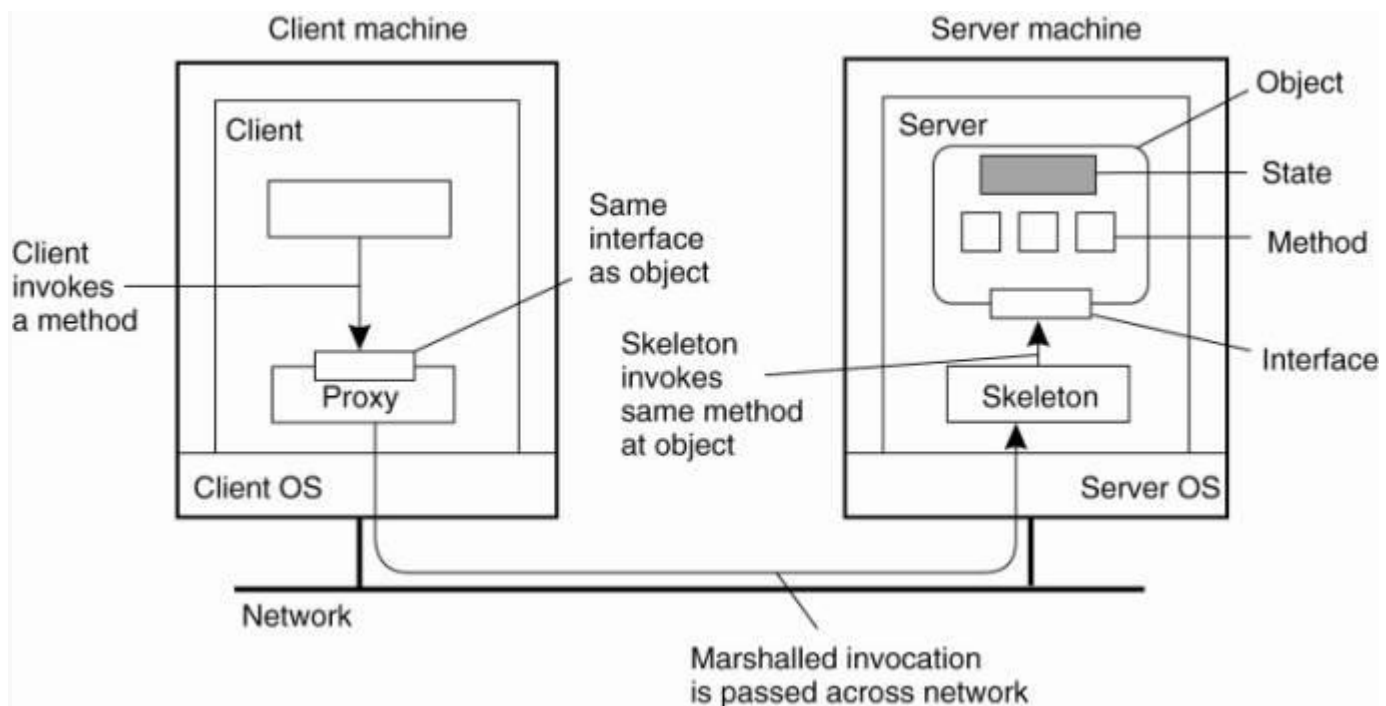 Client machine
Server machine
Client
Server
Object
State
Method
Interface
Client
invokes
a method
Same
interface
as object
Proxy
Skeleton
invokes
same method
at object
Skeleton
Client OS
Server OS
Network
Marshalled invocation
is passed across network